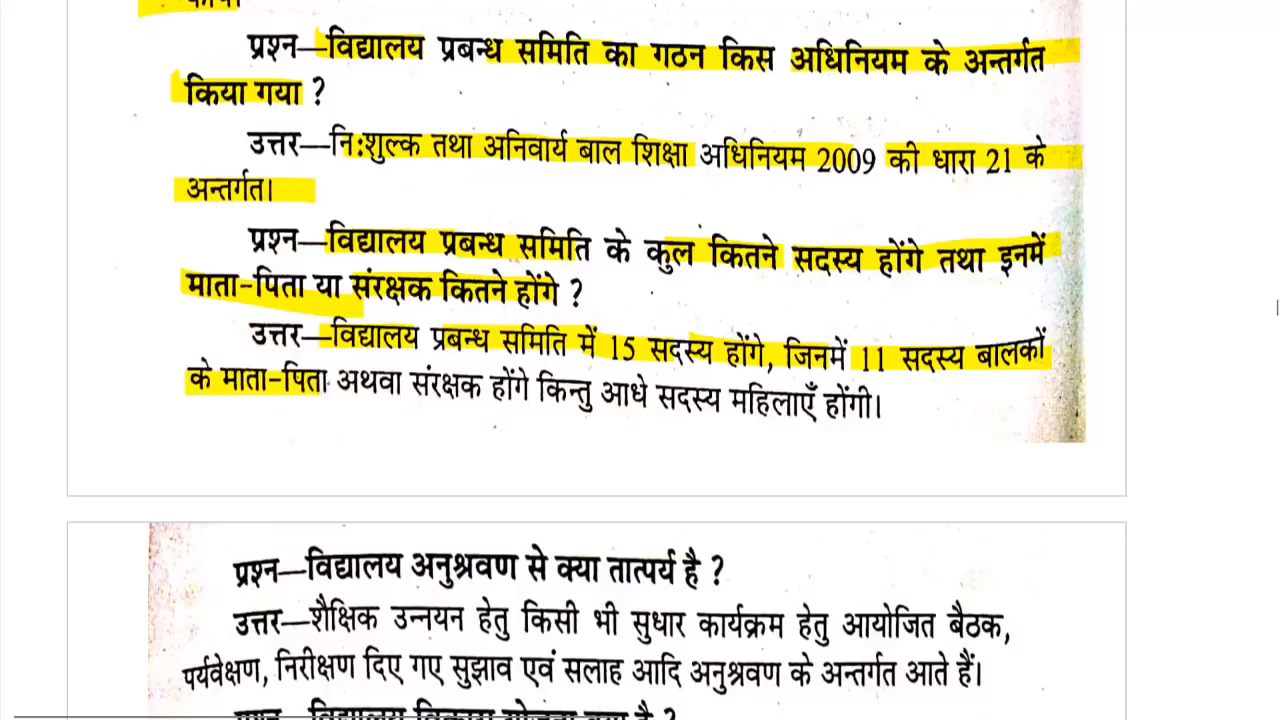 प्रश्न—विद्यालय प्रबन्ध समिति का गठन किस अधिनियम के अन्तर्गत
किया गया ?
उत्तर—नि:शुल्क तथा अनिवार्य बाल शिक्षा अधिनियम 2009 की धारा 21 के
अन्तर्गत।
प्रश्न—विद्यालय प्रबन्ध समिति के कुल कितने सदस्य होंगे तथा इनमें
माता-पिता या संरक्षक कितने होंगे ?
उत्तर—विद्यालय प्रबन्ध समिति में 15 सदस्य होंगे, जिनमें 11 सदस्य बालकों
के माता-पिता अथवा संरक्षक होंगे किन्तु आधे सदस्य महिलाएँ होंगी।
प्रश्न—विद्यालय अनुश्रवण से क्या तात्पर्य है ?
उत्तर—शैक्षिक उन्नयन हेतु किसी भी सुधार कार्यक्रम हेतु आयोजित बैठक,
पर्यवेक्षण, निरीक्षण दिए गए सुझाव एवं सलाह आदि अनुश्रवण के अन्तर्गत आते हैं।
प्रश्न—विद्यालय विकास योजना क्या है ?